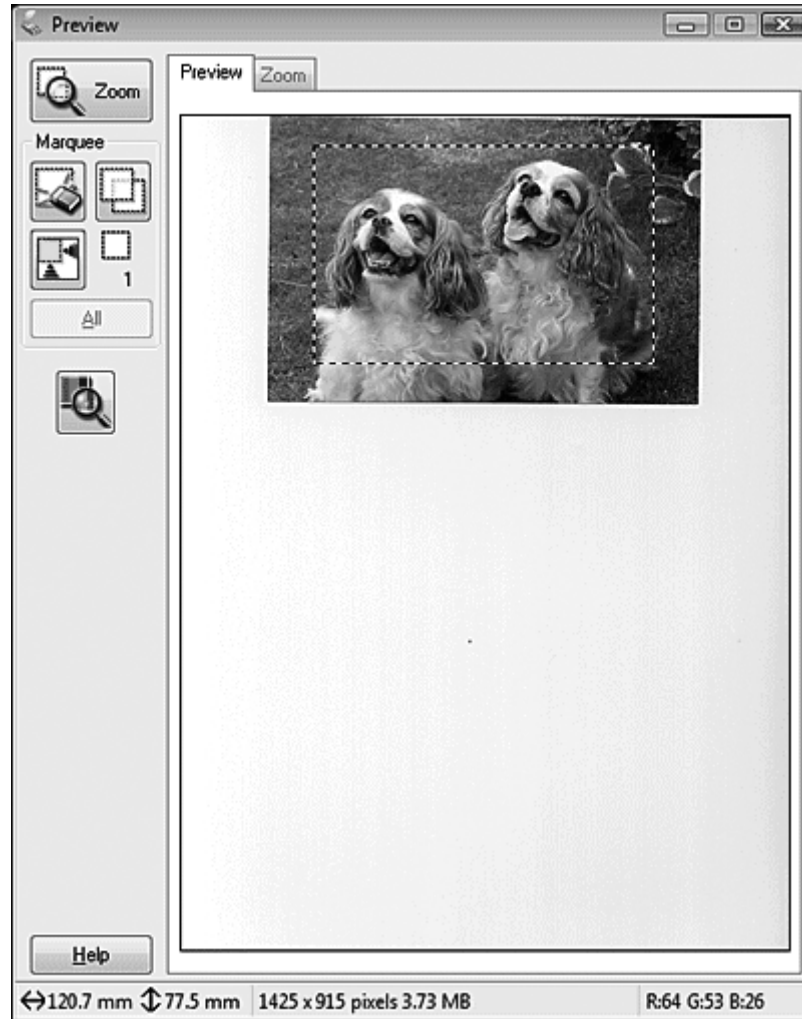 Preview
Zoom
Preview
Zoom
Marquee
1
All
Help
120.7 mm 77.5 mm 1425 x 915 pixels 3.73 MB R:64 G:53 B:26